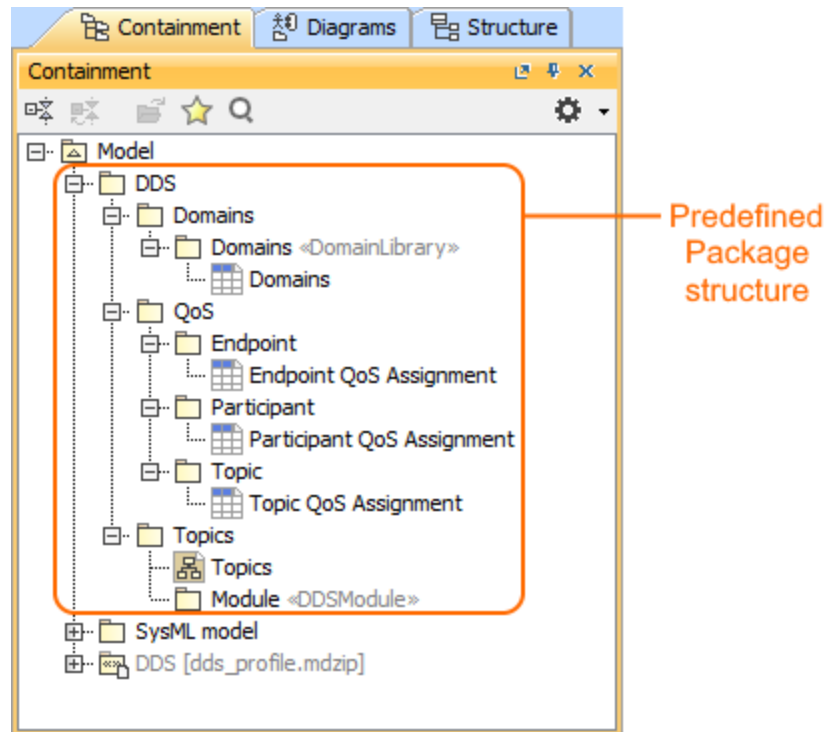 Containment Diagrams Structure
Containment
Model
DDS
Domains
Domains «DomainLibrary»
Domains
QoS
Endpoint
Endpoint QoS Assignment
Participant
Participant QoS Assignment
Topic
Topic QoS Assignment
Topics
Topics
Module «DDSModule»
SysML model
DDS [dds_profile.mdzip]
Predefined
Package
structure